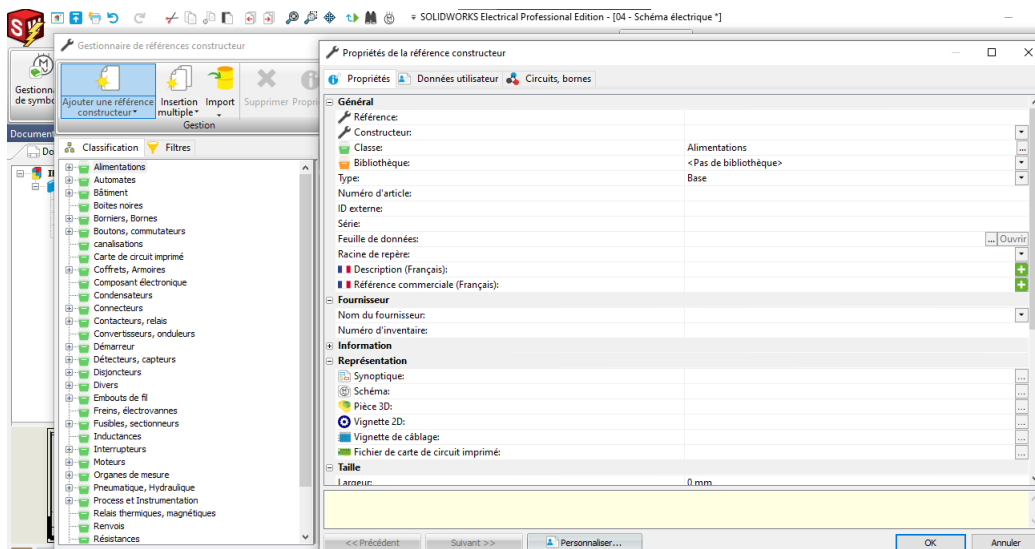 SOLIDWORKS Electrical Professional Edition - [04 - Schéma électrique *]
Gestionnaire de références constructeur
Ajouter une référence constructeur
Insertion multiple
Import
Supprimer
Gestion
Classification
Filtres
Alimentations
Automates
Bâtiment
Boites noires
Borniers, Bornes
Boutons, commutateurs
canalisations
Carte de circuit imprimé
Coffrets, Armoires
Composant électronique
Condensateurs
Connecteurs
Contacteurs, relais
Convertisseurs, onduleurs
Démarreur
Détecteurs, capteurs
Disjoncteurs
Divers
Embouts de fil
Freins, électrovannes
Fusibles, sectionneurs
Inductances
Interrupteurs
Moteurs
Organes de mesure
Pneumatique, Hydraulique
Process et Instrumentation
Relais thermiques, magnétiques
Renvois
Résistances
Propriétés de la référence constructeur
Propriétés
Données utilisateur
Circuits, bornes
Général
Référence:
Constructeur:
Classe: Alimentations
Bibliothèque: <Pas de bibliothèque>
Type: Base
Numéro d'article:
ID externe:
Série:
Feuille de données: ... Ouvrir
Racine de repère:
Description (Français):
Référence commerciale (Français):
Fournisseur
Nom du fournisseur:
Numéro d'inventaire:
Information
Représentation
Synoptique:
Schéma:
Pièce 3D:
Vignette 2D:
Vignette de câblage:
Fichier de carte de circuit imprimé:
Taille
Largeur: 0 mm
<< Précédent
Suivant >>
Personnaliser...
OK
Annuler